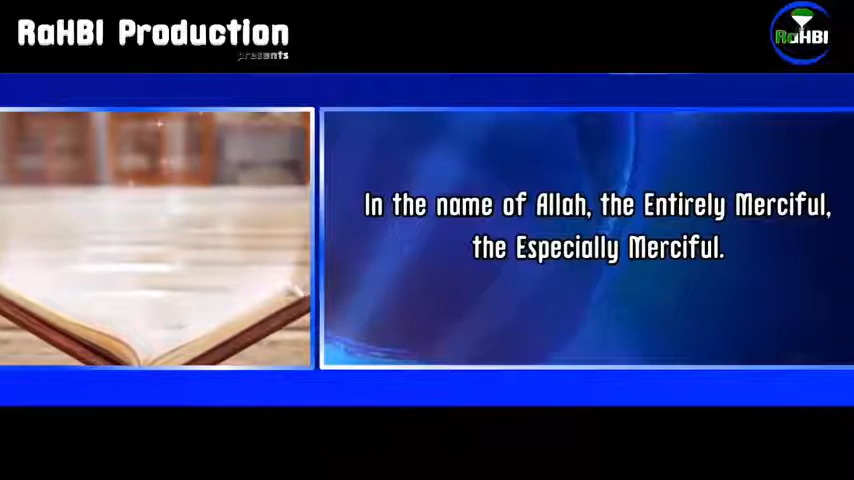 RaHBI Production
presents
RaHBI
In the name of Allah, the Entirely Merciful,
the Especially Merciful.